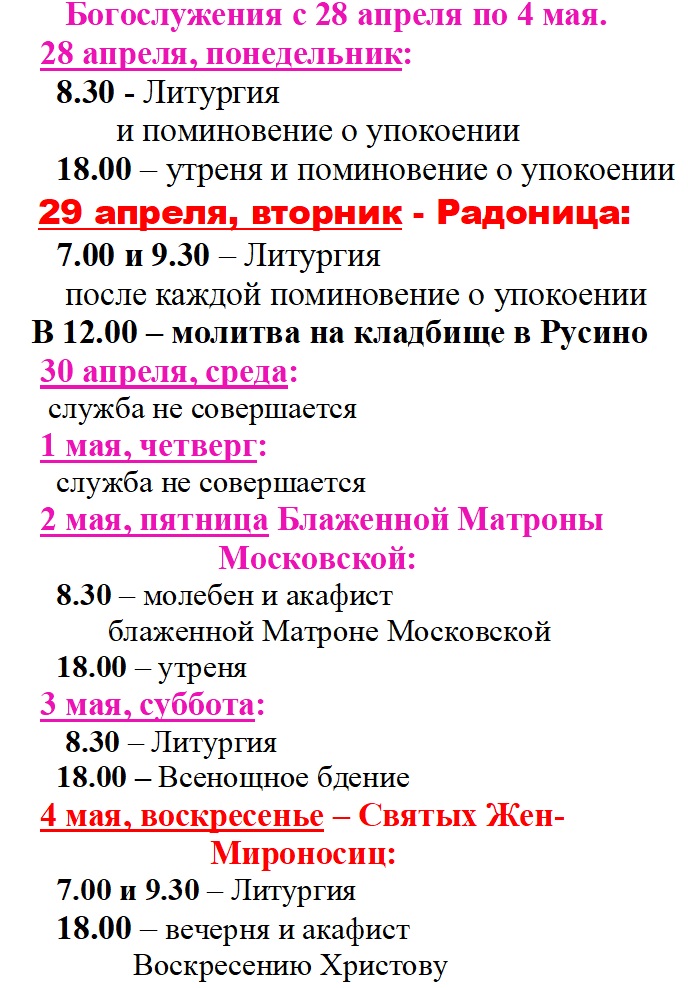 Богослужения с 28 апреля по 4 мая.
28 апреля, понедельник:
8.30 - Литургия
и поминовение о упокоении
18.00 – утреня и поминовение о упокоении
29 апреля, вторник - Радоница:
7.00 и 9.30 – Литургия
после каждой поминовение о упокоении
В 12.00 – молитва на кладбище в Русино
30 апреля, среда:
служба не совершается
1 мая, четверг:
служба не совершается
2 мая, пятница Блаженной Матроны
Московской:
8.30 – молебен и акафист
блаженной Матроне Московской
18.00 – утреня
3 мая, суббота:
8.30 – Литургия
18.00 – Всенощное бдение
4 мая, воскресенье – Святых Жен-
Мироносиц:
7.00 и 9.30 – Литургия
18.00 – вечерня и акафист
Воскресению Христову